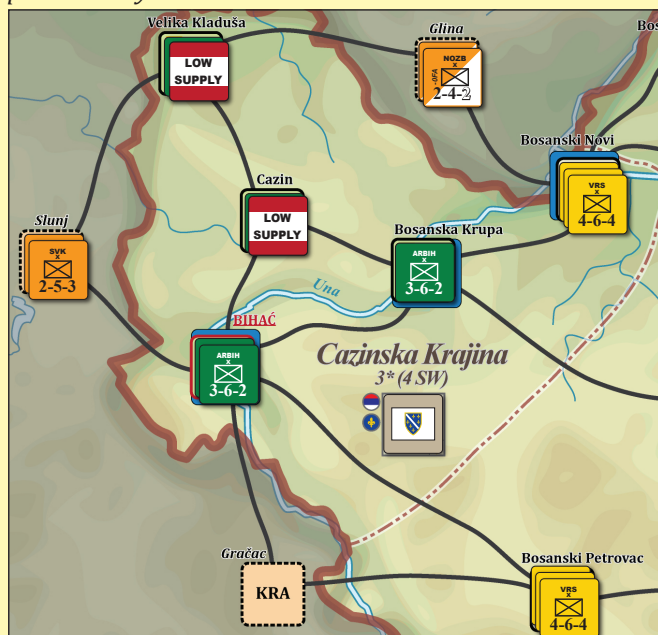 Velika Kladuša
LOW
SUPPLY
Glina
NOZB
X
-OFA
2-4-2
Bos
Bosanski Novi
VRS
X
4-6-4
Cazin
LOW
SUPPLY
Slunj
SVK
X
2-5-3
Bosanska Krupa
ARBIH
X
3-6-2
Una
BIHAĆ
ARBIH
X
3-6-2
Cazinska Krajina
3* (4 SW)
Gračac
KRA
Bosanski Petrovac
VRS
X
4-6-4